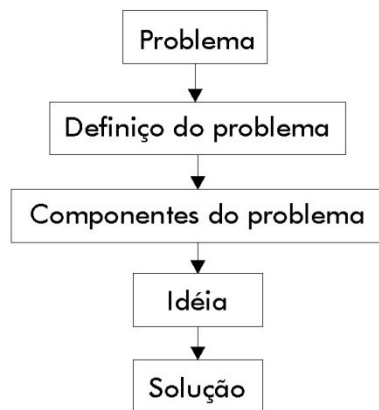 Problema
Definiço do problema
Componentes do problema
Idéia
Solução